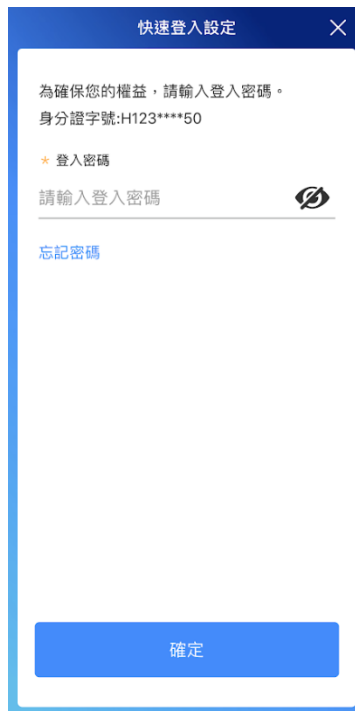 快速登入設定
為確保您的權益，請輸入登入密碼。
身分證字號:H123****50
* 登入密碼
請輸入登入密碼
忘記密碼
確定